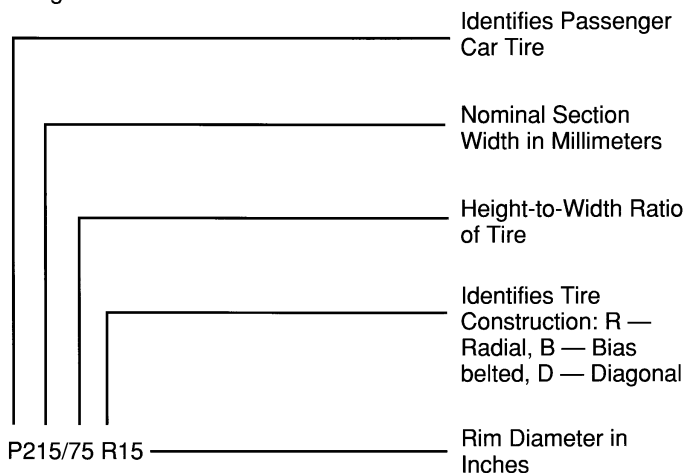 Identifies Passenger
Car Tire
Nominal Section
Width in Millimeters
Height-to-Width Ratio
of Tire
Identifies Tire
Construction: R —
Radial, B — Bias
belted, D — Diagonal
P215/75 R15
Rim Diameter in
Inches